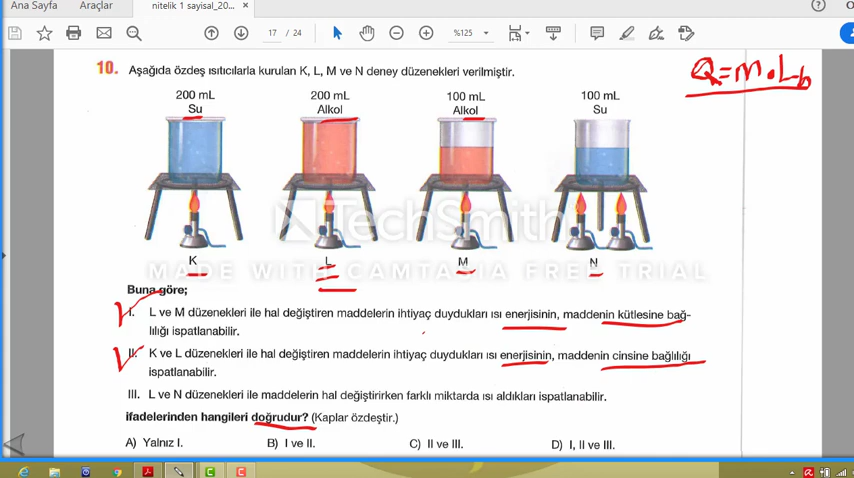 Ana Sayfa
Araçlar
nitelik 1 sayisal_20...
×
17 / 24
%125
10. Aşağıda özdeş ısıtıcılarla kurulan K, L, M ve N deney düzenekleri verilmiştir.
Q=m.Lb
200 mL
Su
200 mL
Alkol
100 mL
Alkol
100 mL
Su
K
L
M
N
TechSmith
MADE WITH CAMTASIA FREE TRIAL
Buna göre;
I. L ve M düzenekleri ile hal değiştiren maddelerin ihtiyaç duydukları ısı enerjisinin, maddenin kütlesine bağ-
lılığı ispatlanabilir.
II. K ve L düzenekleri ile hal değiştiren maddelerin ihtiyaç duydukları ısı enerjisinin, maddenin cinsine bağlılığı
ispatlanabilir.
III. L ve N düzenekleri ile maddelerin hal değiştirirken farklı miktarda ısı aldıkları ispatlanabilir.
ifadelerinden hangileri doğrudur? (Kaplar özdeştir.)
A) Yalnız I.
B) I ve II.
C) II ve III.
D) I, II ve III.